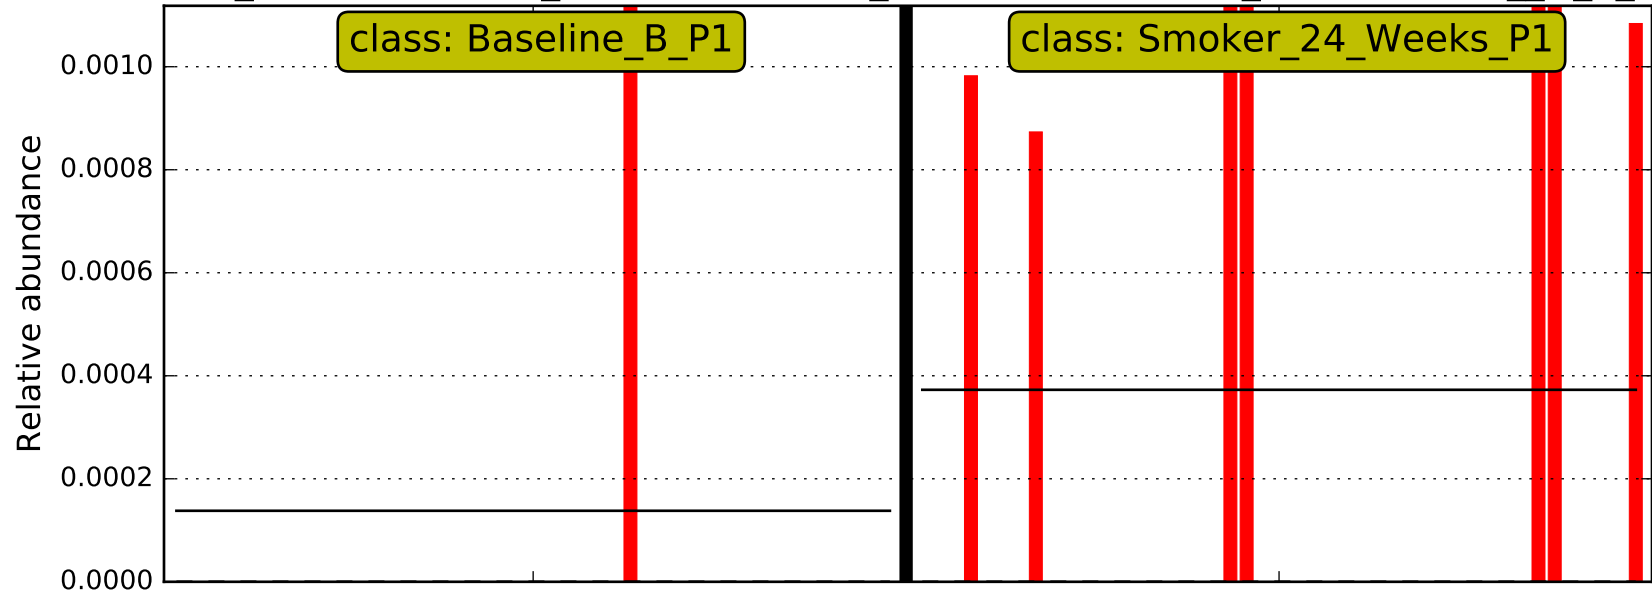 class: Baseline_B_P1
class: Smoker_24_Weeks_P1
Relative abundance
0.0010
0.0008
0.0006
0.0004
0.0002
0.0000